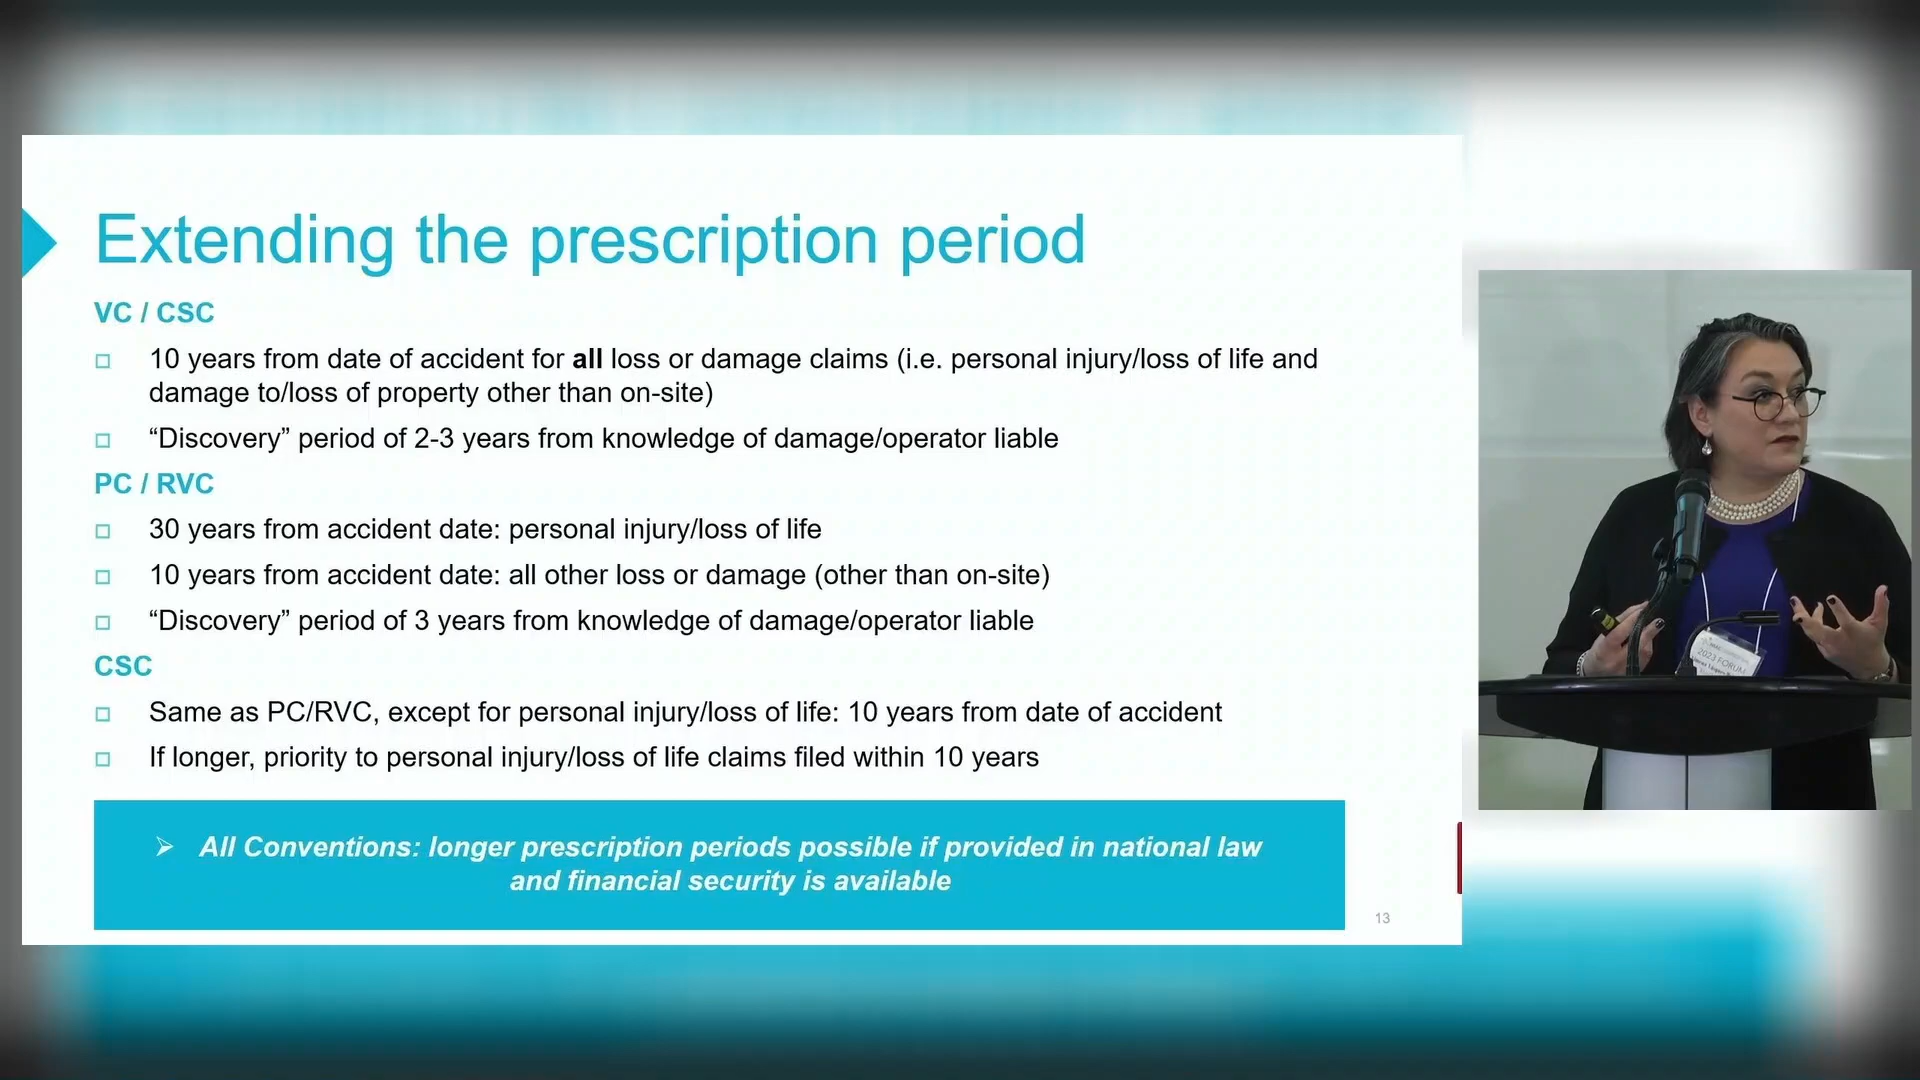 Extending the prescription period
VC / CSC
10 years from date of accident for all loss or damage claims (i.e. personal injury/loss of life and
damage to/loss of property other than on-site)
“Discovery” period of 2-3 years from knowledge of damage/operator liable
PC / RVC
30 years from accident date: personal injury/loss of life
10 years from accident date: all other loss or damage (other than on-site)
“Discovery” period of 3 years from knowledge of damage/operator liable
CSC
Same as PC/RVC, except for personal injury/loss of life: 10 years from date of accident
If longer, priority to personal injury/loss of life claims filed within 10 years
➢ All Conventions: longer prescription periods possible if provided in national law
and financial security is available
13
2023 FORUM